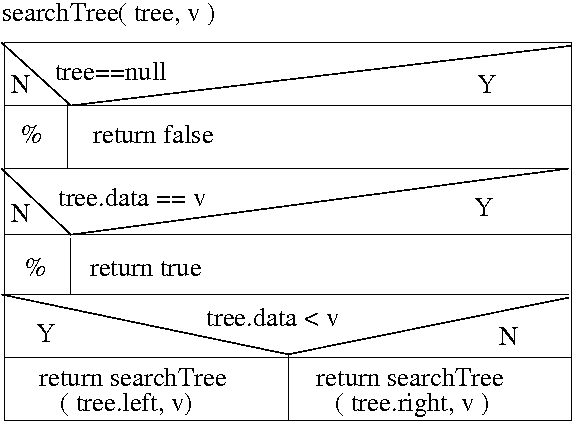 searchTree( tree, v )
tree==null
N
Y
%
return false
tree.data == v
N
Y
%
return true
tree.data < v
Y
N
return searchTree
( tree.left, v)
return searchTree
( tree.right, v )